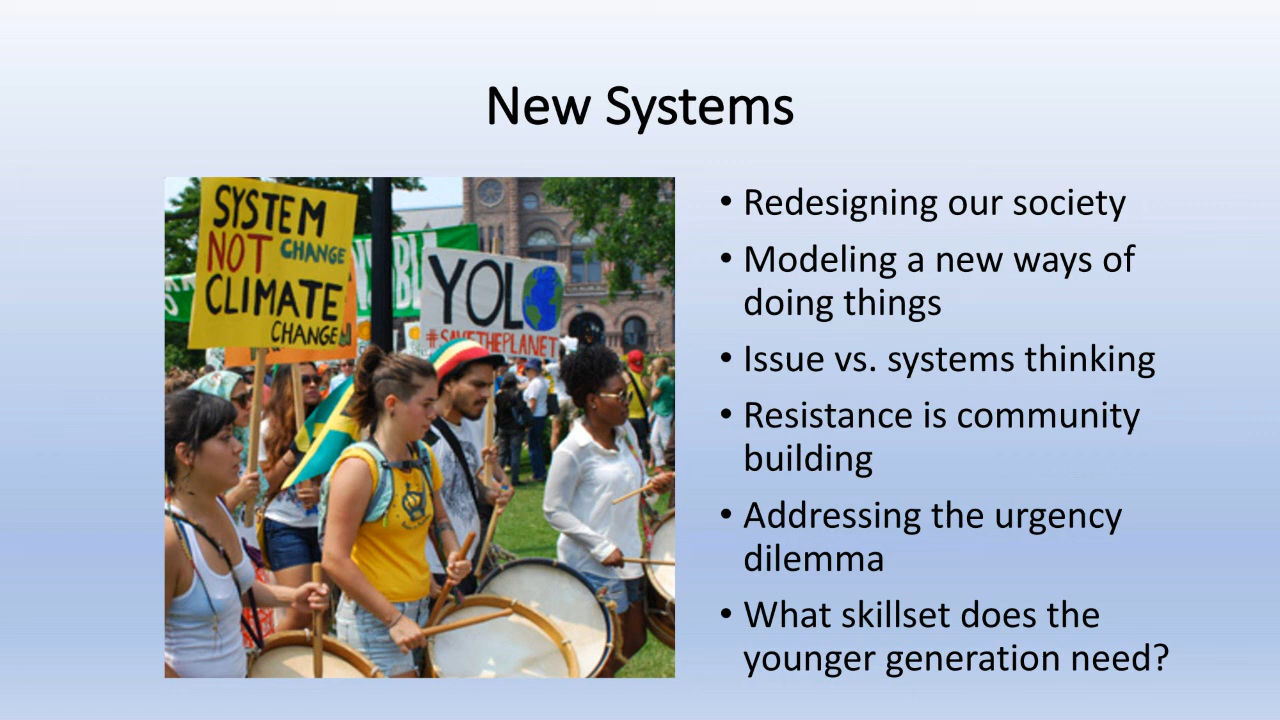 New Systems
SYSTEM
NOT CHANGE
CLIMATE
CHANGE
YOLO
#SAVETHEPLANET
• Redesigning our society
• Modeling a new ways of
doing things
• Issue vs. systems thinking
• Resistance is community
building
• Addressing the urgency
dilemma
• What skillset does the
younger generation need?